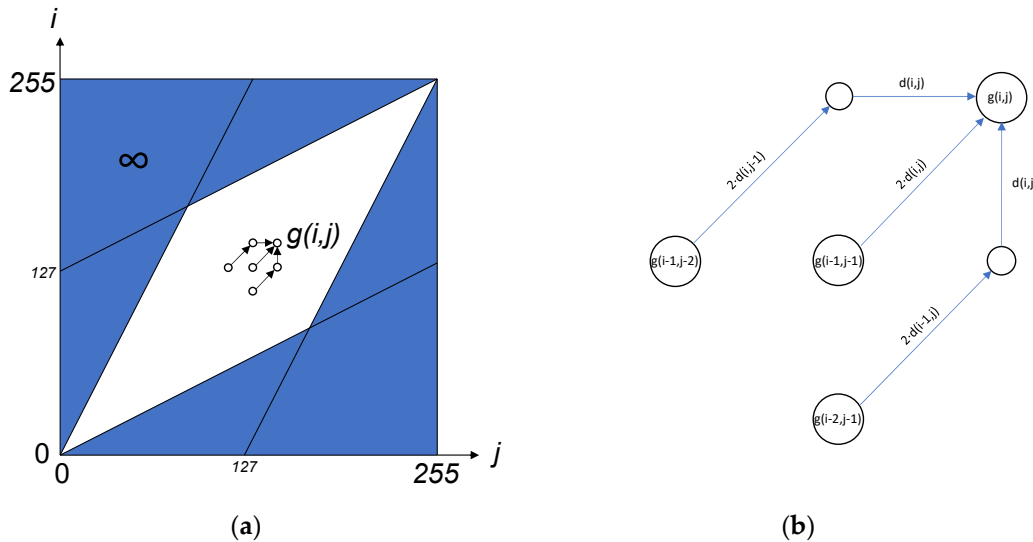 i
255
∞
g(i,j)
127
0
0
127
255
j
(a)
d(i,j)
g(i,j)
2·d(i,j-1)
2·d(i,j)
d(i,j
g(i-1,j-2)
g(i-1,j-1)
2·d(i-1,j)
g(i-2,j-1)
(b)